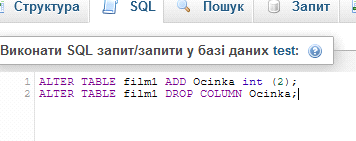 Структура SQL Пошук Запит
Виконати SQL запит/запити у базі даних test:
1 ALTER TABLE film1 ADD Ocinka int (2);
2 ALTER TABLE film1 DROP COLUMN Ocinka;